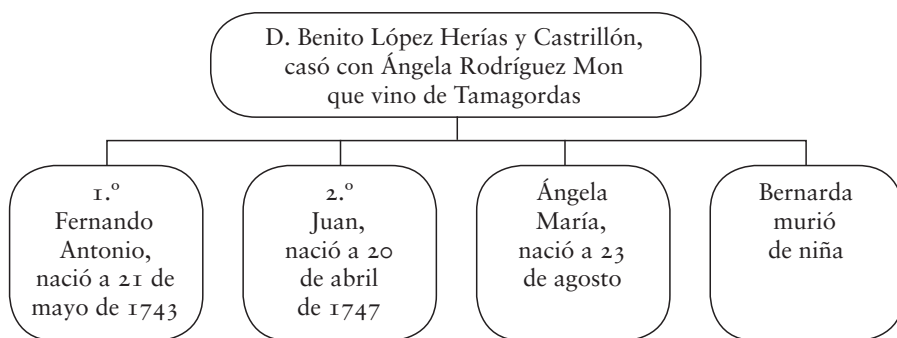 D. Benito López Herías y Castrillón,
casó con Ángela Rodríguez Mon
que vino de Tamagordas
1.º
Fernando
Antonio,
nació a 21 de
mayo de 1743
2.º
Juan,
nació a 20
de abril
de 1747
Ángela
María,
nació a 23
de agosto
Bernarda
murió
de niña